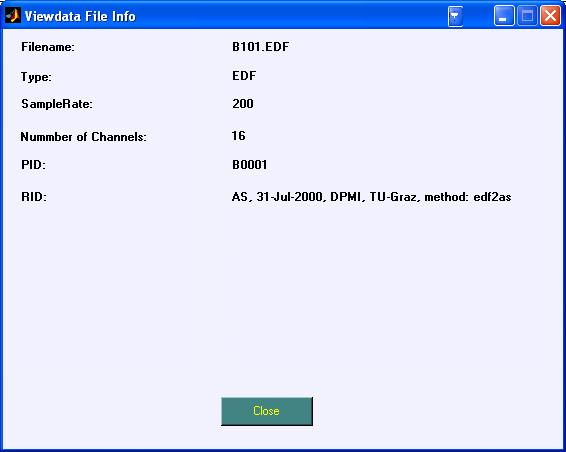 Viewdata File Info
Filename: B101.EDF
Type: EDF
SampleRate: 200
Nummber of Channels: 16
PID: B0001
RID: AS, 31-Jul-2000, DPMI, TU-Graz, method: edf2as
Close